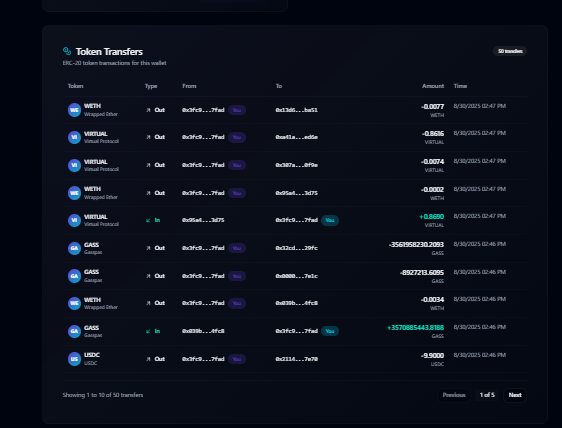 Token Transfers
50 transfers
ERC-20 token transactions for this wallet
Token Type From To Amount Time
WE WETH Wrapped Ether Out 0x3fc9...7fad You 0x13d6...ba51 -0.0077 WETH 8/30/2025 02:47 PM
VI VIRTUAL Virtual Protocol Out 0x3fc9...7fad You 0xa41a...ed6e -0.8616 VIRTUAL 8/30/2025 02:47 PM
VI VIRTUAL Virtual Protocol Out 0x3fc9...7fad You 0x307a...0f9e -0.0074 VIRTUAL 8/30/2025 02:47 PM
WE WETH Wrapped Ether Out 0x3fc9...7fad You 0x95a4...3d75 -0.0002 WETH 8/30/2025 02:47 PM
VI VIRTUAL Virtual Protocol In 0x95a4...3d75 0x3fc9...7fad You +0.8690 VIRTUAL 8/30/2025 02:47 PM
GA GASS Gasspas Out 0x3fc9...7fad You 0x32cd...29fc -3561958230.2093 GASS 8/30/2025 02:46 PM
GA GASS Gasspas Out 0x3fc9...7fad You 0x0000...7e1c -8927213.6095 GASS 8/30/2025 02:46 PM
WE WETH Wrapped Ether Out 0x3fc9...7fad You 0x039b...4fc8 -0.0034 WETH 8/30/2025 02:46 PM
GA GASS Gasspas In 0x039b...4fc8 0x3fc9...7fad You +3570885443.8188 GASS 8/30/2025 02:46 PM
US USDC USDC Out 0x3fc9...7fad You 0x2114...7e70 -9.9000 USDC 8/30/2025 02:46 PM
Showing 1 to 10 of 50 transfers Previous 1 of 5 Next